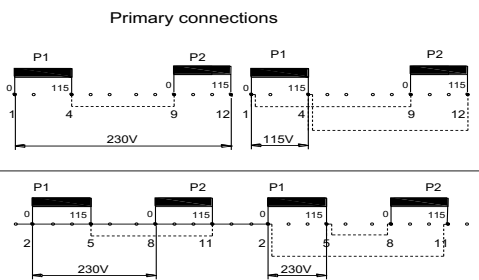 Primary connections
P1 P2 P1 P2
0 115 0 115 0 115 0 115
1 4 9 12 1 4 9 12
230V 115V
P1 P2 P1 P2
0 115 0 115 0 115 0 115
2 5 8 11 2 5 8 11
230V 230V